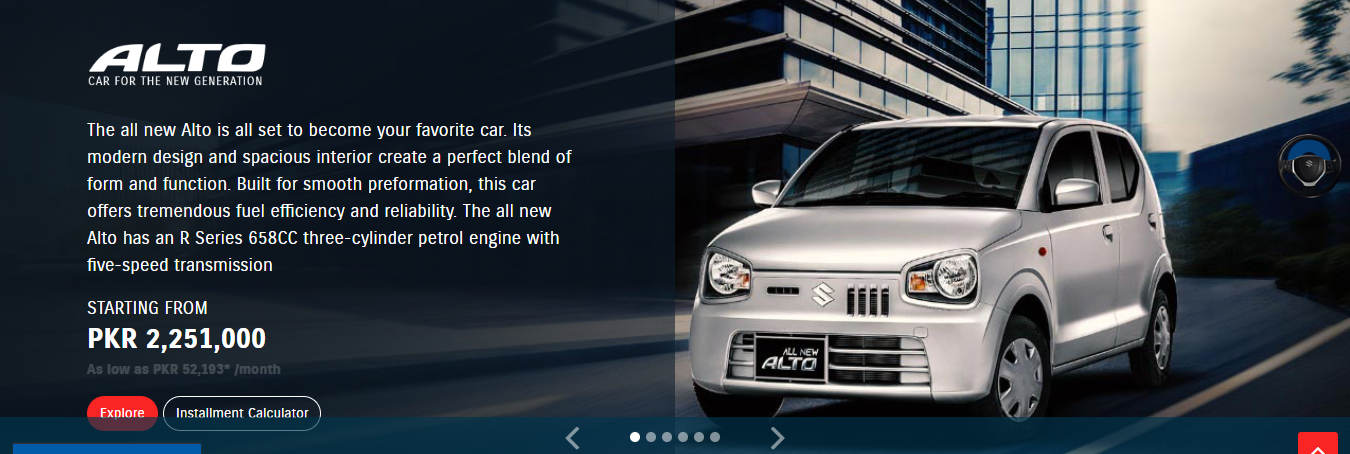 ALTO
CAR FOR THE NEW GENERATION
The all new Alto is all set to become your favorite car. Its
modern design and spacious interior create a perfect blend of
form and function. Built for smooth preformation, this car
offers tremendous fuel efficiency and reliability. The all new
Alto has an R Series 658CC three-cylinder petrol engine with
five-speed transmission
STARTING FROM
PKR 2,251,000
As low as PKR 52,193* /month
Explore
Installment Calculator
ALL NEW
ALTO